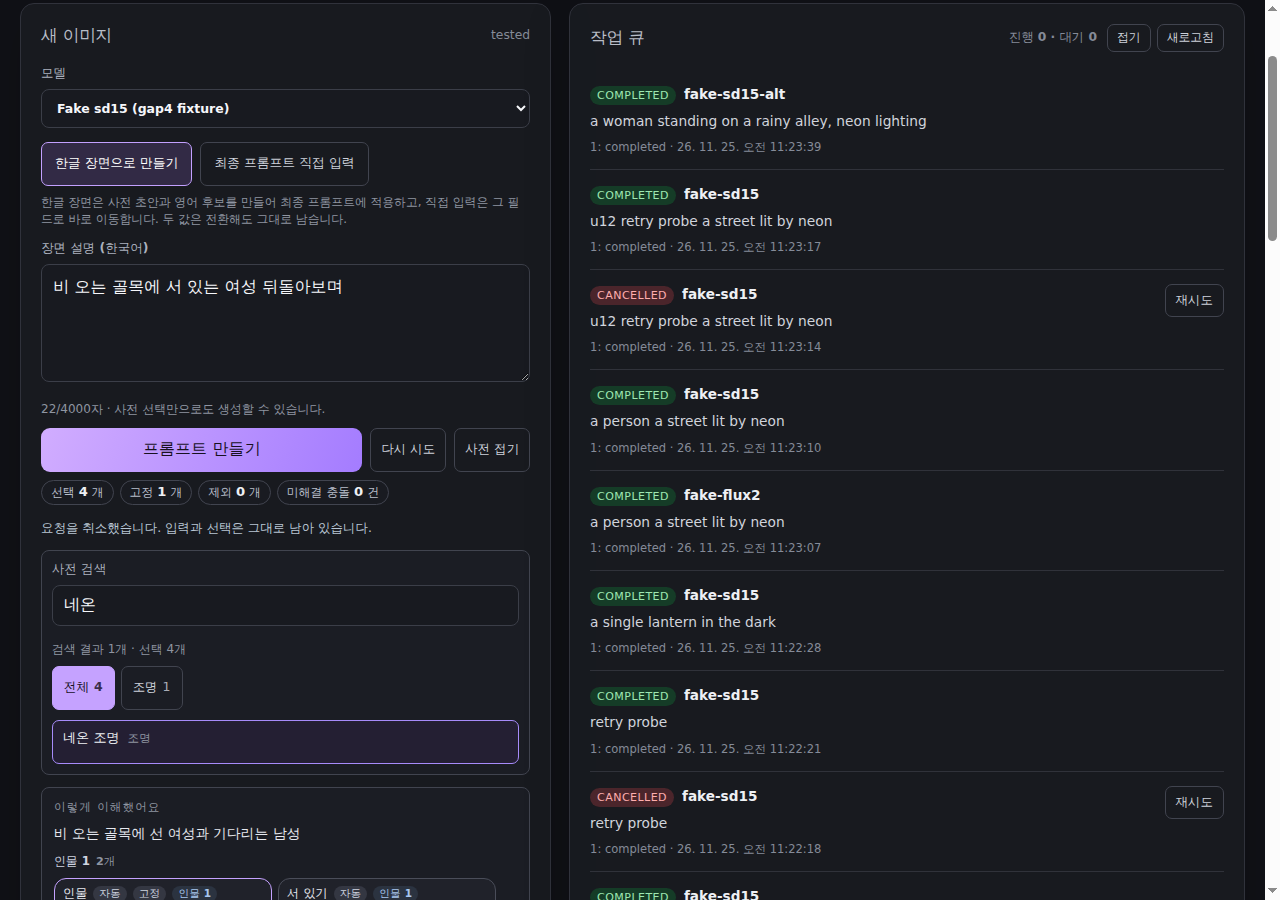 새 이미지
tested
모델
Fake sd15 (gap4 fixture)
한글 장면으로 만들기
최종 프롬프트 직접 입력
한글 장면은 사전 초안과 영어 후보를 만들어 최종 프롬프트에 적용하고, 직접 입력은 그 필
드로 바로 이동합니다. 두 값은 전환해도 그대로 남습니다.
장면 설명 (한국어)
비 오는 골목에 서 있는 여성 뒤돌아보며
22/4000자 · 사전 선택만으로도 생성할 수 있습니다.
프롬프트 만들기
다시 시도
사전 접기
선택 4 개
고정 1 개
제외 0 개
미해결 충돌 0 건
요청을 취소했습니다. 입력과 선택은 그대로 남아 있습니다.
사전 검색
네온
검색 결과 1개 · 선택 4개
전체 4
조명 1
네온 조명 조명
이렇게 이해했어요
비 오는 골목에 선 여성과 기다리는 남성
인물 1 2개
인물 자동 고정 인물 1
서 있기 자동 인물 1
작업 큐
진행 0 · 대기 0
접기
새로고침
COMPLETED fake-sd15-alt
a woman standing on a rainy alley, neon lighting
1: completed · 26. 11. 25. 오전 11:23:39
COMPLETED fake-sd15
u12 retry probe a street lit by neon
1: completed · 26. 11. 25. 오전 11:23:17
CANCELLED fake-sd15
재시도
u12 retry probe a street lit by neon
1: completed · 26. 11. 25. 오전 11:23:14
COMPLETED fake-sd15
a person a street lit by neon
1: completed · 26. 11. 25. 오전 11:23:10
COMPLETED fake-flux2
a person a street lit by neon
1: completed · 26. 11. 25. 오전 11:23:07
COMPLETED fake-sd15
a single lantern in the dark
1: completed · 26. 11. 25. 오전 11:22:28
COMPLETED fake-sd15
retry probe
1: completed · 26. 11. 25. 오전 11:22:21
CANCELLED fake-sd15
재시도
retry probe
1: completed · 26. 11. 25. 오전 11:22:18
COMPLETED fake-sd15